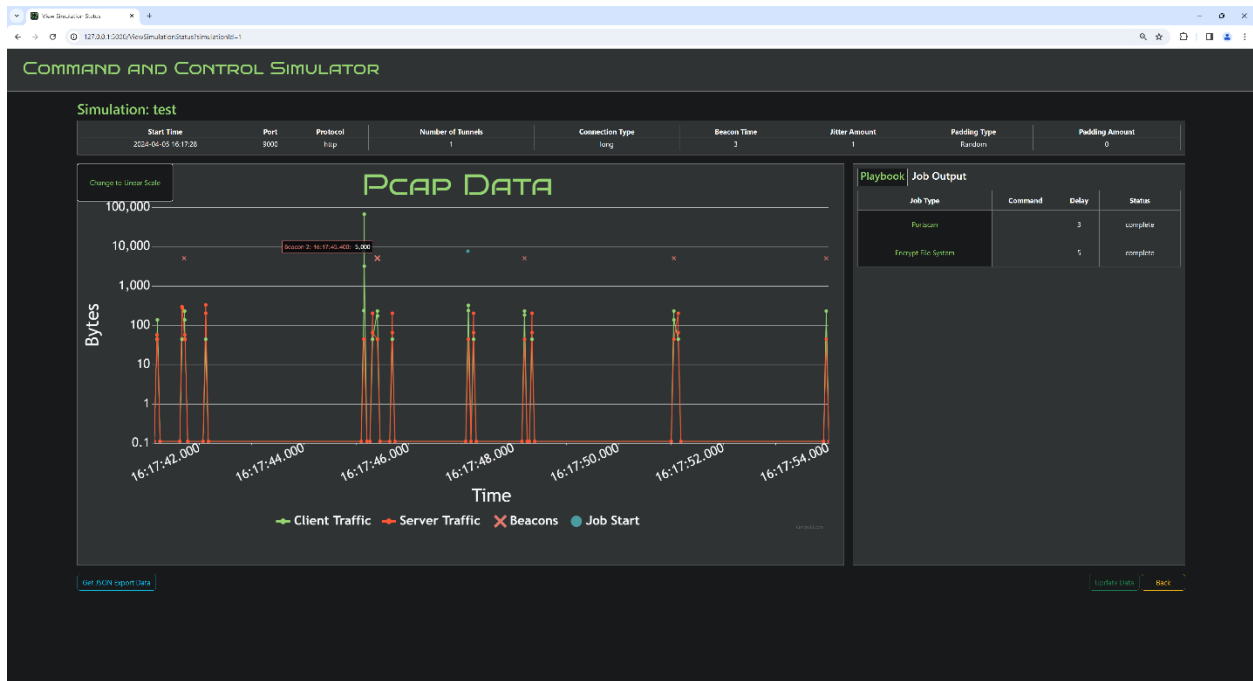 View Simulation Status
127.0.0.1:5000/ViewSimulationStatus?simulationId=1
Command and Control Simulator
Simulation: test
Start Time Port Protocol Number of Tunnels Connection Type Beacon Time Jitter Amount Padding Type Padding Amount
2024-04-05 16:17:28 9000 http 1 long 3 1 Random 0
Change to Linear Scale
Pcap Data
100,000
10,000
1,000
100
10
1
0.1
Bytes
Beacon 2: 16:17:45.400: 5,000
16:17:42.000 16:17:44.000 16:17:46.000 16:17:48.000 16:17:50.000 16:17:52.000 16:17:54.000
Time
Client Traffic Server Traffic Beacons Job Start
Playbook Job Output
Job Type Command Delay Status
Portscan 3 complete
Encrypt File System 5 complete
Get JSON Export Data
Update Data Back